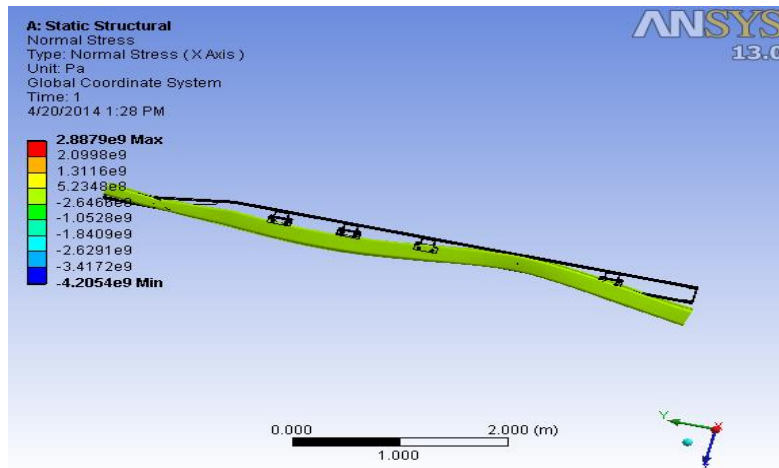 A: Static Structural
Normal Stress
Type: Normal Stress ( X Axis )
Unit: Pa
Global Coordinate System
Time: 1
4/20/2014 1:28 PM
ANSYS
13.0
2.8879e9 Max
2.0998e9
1.3116e9
5.2348e8
-2.6466e8
-1.0528e9
-1.8409e9
-2.6291e9
-3.4172e9
-4.2054e9 Min
0.000
2.000 (m)
1.000
Y
X